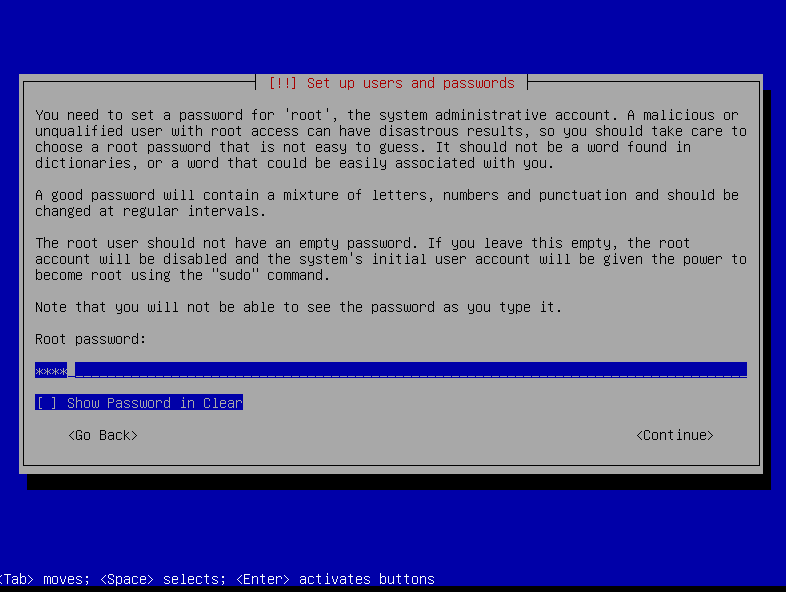 [!!] Set up users and passwords
You need to set a password for 'root', the system administrative account. A malicious or
unqualified user with root access can have disastrous results, so you should take care to
choose a root password that is not easy to guess. It should not be a word found in
dictionaries, or a word that could be easily associated with you.
A good password will contain a mixture of letters, numbers and punctuation and should be
changed at regular intervals.
The root user should not have an empty password. If you leave this empty, the root
account will be disabled and the system's initial user account will be given the power to
become root using the "sudo" command.
Note that you will not be able to see the password as you type it.
Root password:
****
[ ] Show Password in Clear
<Go Back> <Continue>
<Tab> moves; <Space> selects; <Enter> activates buttons